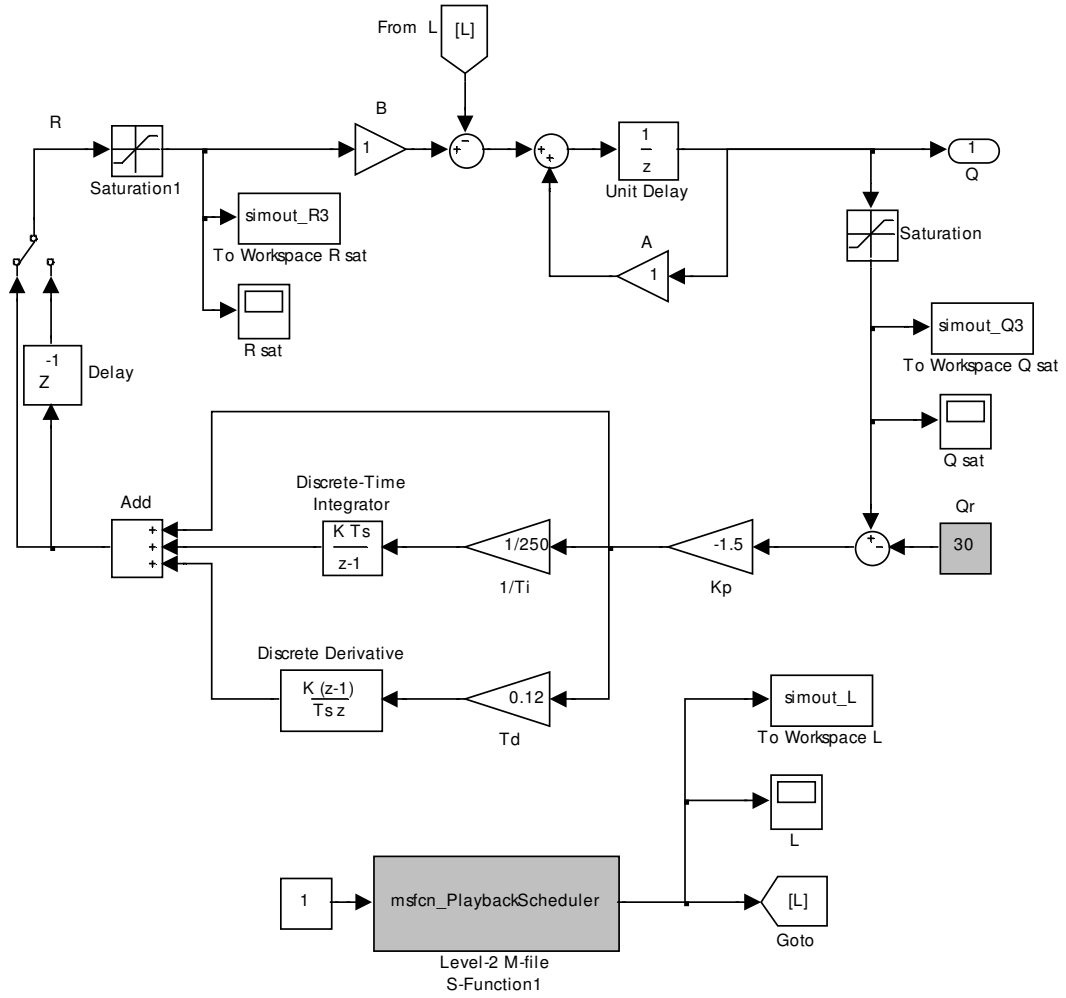 From L
[L]
R
B
1
+
−
+
+
1
z
1
Saturation1
Unit Delay
Q
simout_R3
To Workspace R sat
A
1
Saturation
R sat
simout_Q3
To Workspace Q sat
-1
Z
Delay
Q sat
Discrete-Time
Integrator
Add
Qr
+
+
+
K Ts
z-1
1/250
-1.5
+
−
30
1/Ti
Kp
Discrete Derivative
K (z-1)
Ts z
0.12
Td
simout_L
To Workspace L
L
1
msfcn_PlaybackScheduler
[L]
Goto
Level-2 M-file
S-Function1